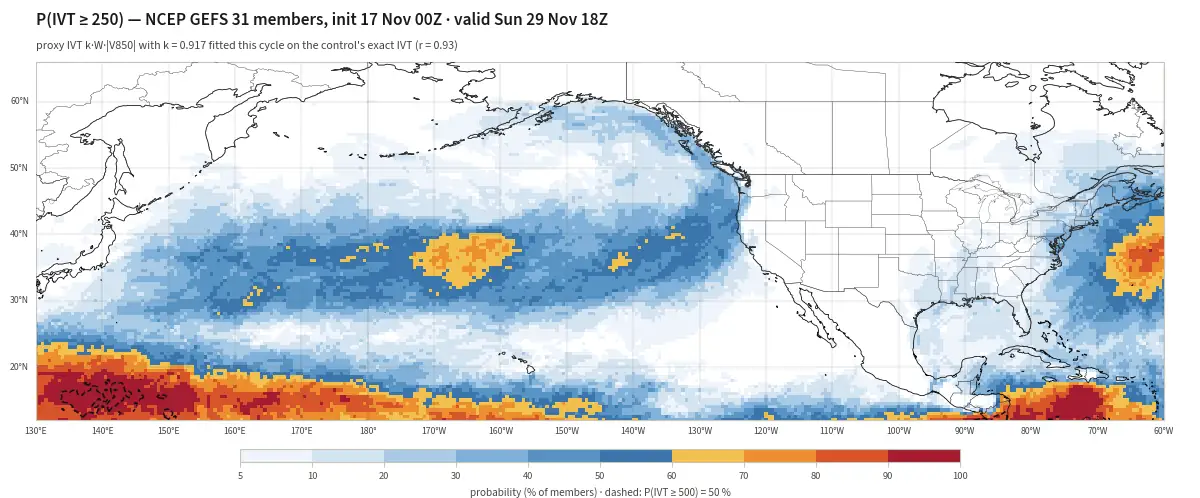 P(IVT ≥ 250) — NCEP GEFS 31 members, init 17 Nov 00Z · valid Sun 29 Nov 18Z
proxy IVT k·W·|V850| with k = 0.917 fitted this cycle on the control's exact IVT (r = 0.93)
60°N
50°N
40°N
30°N
20°N
130°E 140°E 150°E 160°E 170°E 180° 170°W 160°W 150°W 140°W 130°W 120°W 110°W 100°W 90°W 80°W 70°W 60°W
5 10 20 30 40 50 60 70 80 90 100
probability (% of members) · dashed: P(IVT ≥ 500) = 50 %